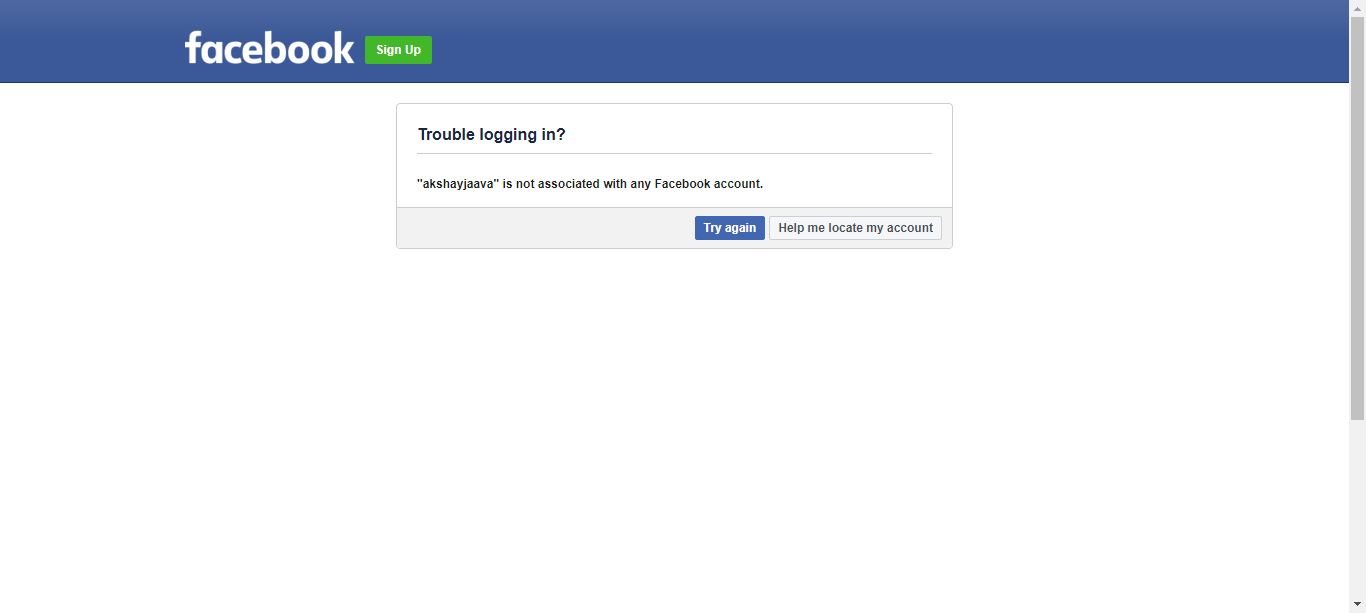 facebook
Sign Up
Trouble logging in?
"akshayjaava" is not associated with any Facebook account.
Try again
Help me locate my account